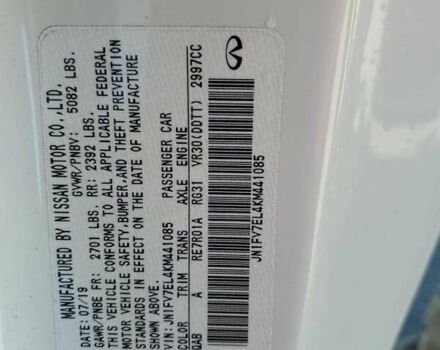 MANUFACTURED BY NISSAN MOTOR CO.,LTD.
DATE: 07/19 GVWR/PNBV: 5082 LBS.
GAWR/PNBE FR: 2701 LBS. RR: 2392 LBS.
THIS VEHICLE CONFORMS TO ALL APPLICABLE FEDERAL
MOTOR VEHICLE SAFETY,BUMPER,AND THEFT PREVENTION
STANDARDS IN EFFECT ON THE DATE OF MANUFACTURE
SHOWN ABOVE.
VIN: JN1FV7EL4KM441085 PASSENGER CAR
COLOR TRIM TRANS AXLE ENGINE
QAB A RE7R01A RG31 VR30(DDTT) 2997CC
JN1FV7EL4KM441085